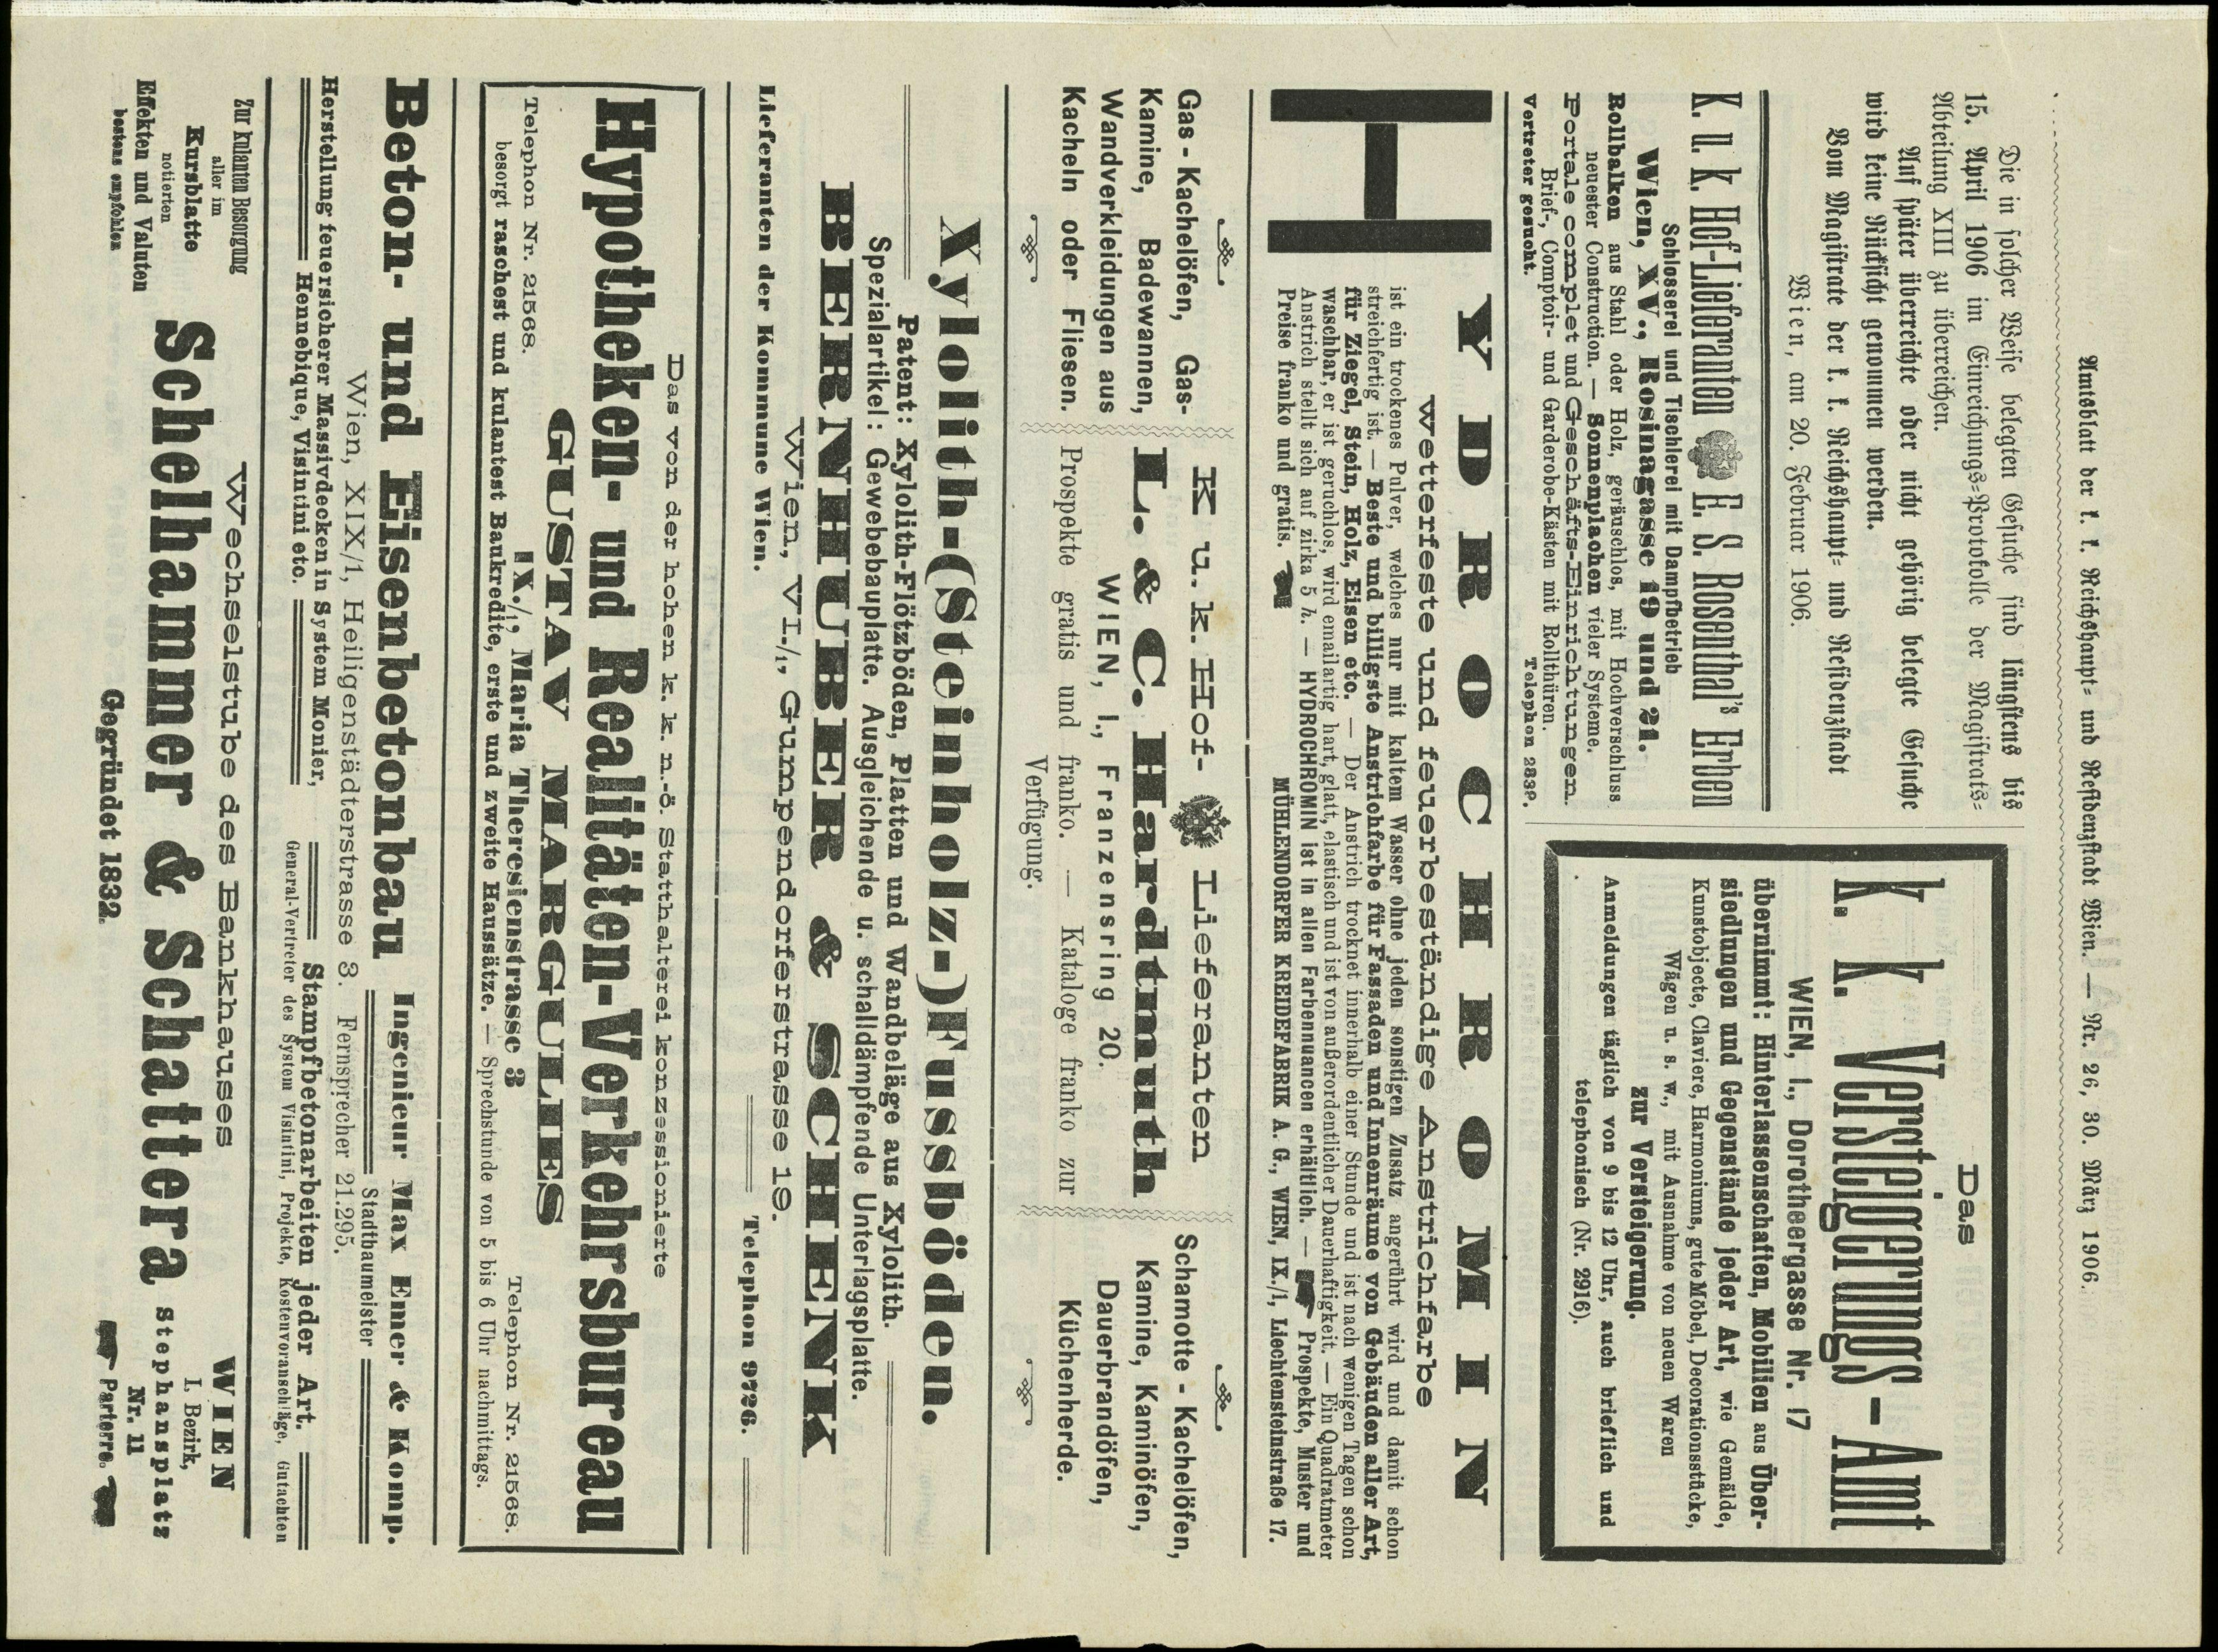 Amtsblatt der k. k. Reichshaupt- und Residenzstadt Wien. — Nr. 26, 30. März 1906.
Die in solcher Weise belegten Gesuche sind längstens bis
15. April 1906 im Einreichungs-Protokolle der Magistrats-
Abteilung XIII zu überreichen.
Auf später überreichte oder nicht gehörig belegte Gesuche
wird keine Rücksicht genommen werden.
Vom Magistrate der k. k. Reichshaupt- und Residenzstadt
Wien, am 20. Februar 1906.
K. u. k. Hof-Lieferanten E. S. Rosenthal's Erben
Schlosserei und Tischlerei mit Dampfbetrieb
Wien, XV., Rosinagasse 19 und 21.
Rollbalken aus Stahl oder Holz, geräuschlos, mit Hochverschluss
neuester Construction. — Sonnenplachen vieler Systeme.
Portale complet und Geschäfts-Einrichtungen.
Brief-, Comptoir- und Garderobe-Kästen mit Rollthüren.
Vertreter gesucht. Telephon 2839.
Das
K. k. Versteigerungs-Amt
WIEN, I., Dorotheergasse Nr. 17
übernimmt: Hinterlassenschaften, Mobilien aus Über-
siedlungen und Gegenstände jeder Art, wie Gemälde,
Kunstobjecte, Claviere, Harmoniums, gute Möbel, Decorationsstücke,
Wägen u. s. w., mit Ausnahme von neuen Waren
zur Versteigerung.
Anmeldungen täglich von 9 bis 12 Uhr, auch brieflich und
telephonisch (Nr. 2916).
HYDROCHROMIN
wetterfeste und feuerbeständige Anstrichfarbe
ist ein trockenes Pulver, welches nur mit kaltem Wasser ohne jeden sonstigen Zusatz angerührt wird und damit schon
streichfertig ist. — Beste und billigste Anstrichfarbe für Fassaden und Innenräume von Gebäuden aller Art,
für Ziegel, Stein, Holz, Eisen etc. — Der Anstrich trocknet innerhalb einer Stunde und ist nach wenigen Tagen schon
waschbar, er ist geruchlos, wird emailartig hart, glatt, elastisch und ist von außerordentlicher Dauerhaftigkeit. — Ein Quadratmeter
Anstrich stellt sich auf zirka 5 h. — HYDROCHROMIN ist in allen Farbennuancen erhältlich. — Prospekte, Muster und
Preise franko und gratis. MÜHLENDORFER KREIDEFABRIK A. G., WIEN, IX./1, Liechtensteinstraße 17.
Gas-Kachelöfen, Gas-
Kamine, Badewannen,
Wandverkleidungen aus
Kacheln oder Fliesen.
K. u. k. Hof-Lieferanten
L. & C. Hardtmuth
WIEN, I., Franzensring 20.
Prospekte gratis und franko. — Kataloge franko zur
Verfügung.
Schamotte-Kachelöfen,
Kamine, Kaminöfen,
Dauerbrandöfen,
Küchenherde.
Xylolith-(Steinholz-)Fussböden.
Patent: Xylolith-Flötzböden, Platten und Wandbeläge aus Xylolith.
Spezialartikel: Gewebebauplatte. Ausgleichende u. schalldämpfende Unterlagsplatte.
BERNHUBER & SCHENK
Wien, VI./1, Gumpendorferstrasse 19.
Lieferanten der Kommune Wien. Telephon 9726.
Das von der hohen k. k. n.-ö. Statthalterei konzessionierte
Hypotheken- und Realitäten-Verkehrsbureau
GUSTAV MARGULIES
Telephon Nr. 21568. IX./1, Maria Theresienstrasse 3 Telephon Nr. 21568.
besorgt raschest und kulantest Baukredite, erste und zweite Haussätze. — Sprechstunde von 5 bis 6 Uhr nachmittags.
Beton- und Eisenbetonbau Ingenieur Max Emer & Komp.
Stadtbaumeister
Wien, XIX/1, Heiligenstädterstrasse 3. Fernsprecher 21.295.
Herstellung feuersicherer Massivdecken in System Monier,
Hennebique, Visintini etc.
Stampfbetonarbeiten jeder Art.
General-Vertreter des System Visintini, Projekte, Kostenvoranschläge, Gutachten
Zur kulanten Besorgung
aller im
Kursblatte
notierten
Effekten und Valuten
bestens empfohlen
Wechselstube des Bankhauses
Schelhammer & Schattera
Gegründet 1832.
WIEN
I. Bezirk,
Stephansplatz
Nr. 11
Parterre.